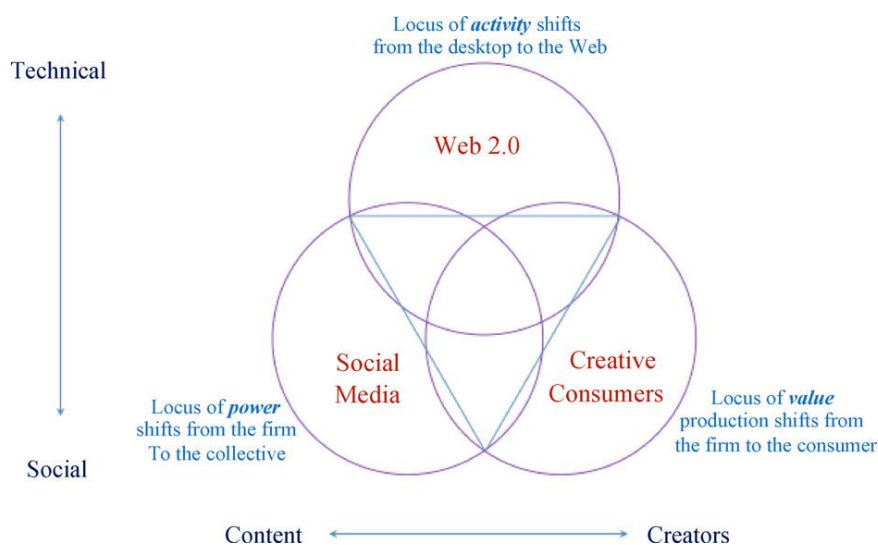 Locus of activity shifts
from the desktop to the Web
Technical
Web 2.0
Social
Media
Creative
Consumers
Locus of power
shifts from the firm
To the collective
Locus of value
production shifts from
the firm to the consumer
Social
Content
Creators